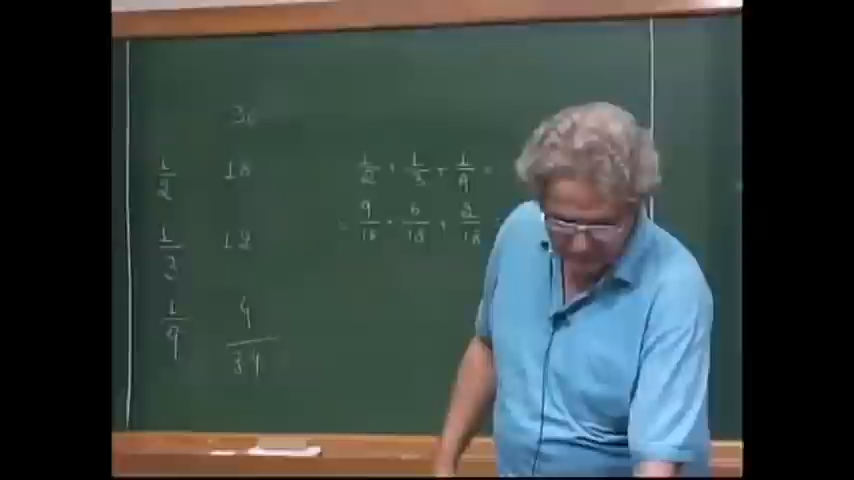 36
1/2 18
1/3 12
1/9 4
34
1/2 + 1/3 + 1/9 =
= 9/18 + 6/18 + 2/18